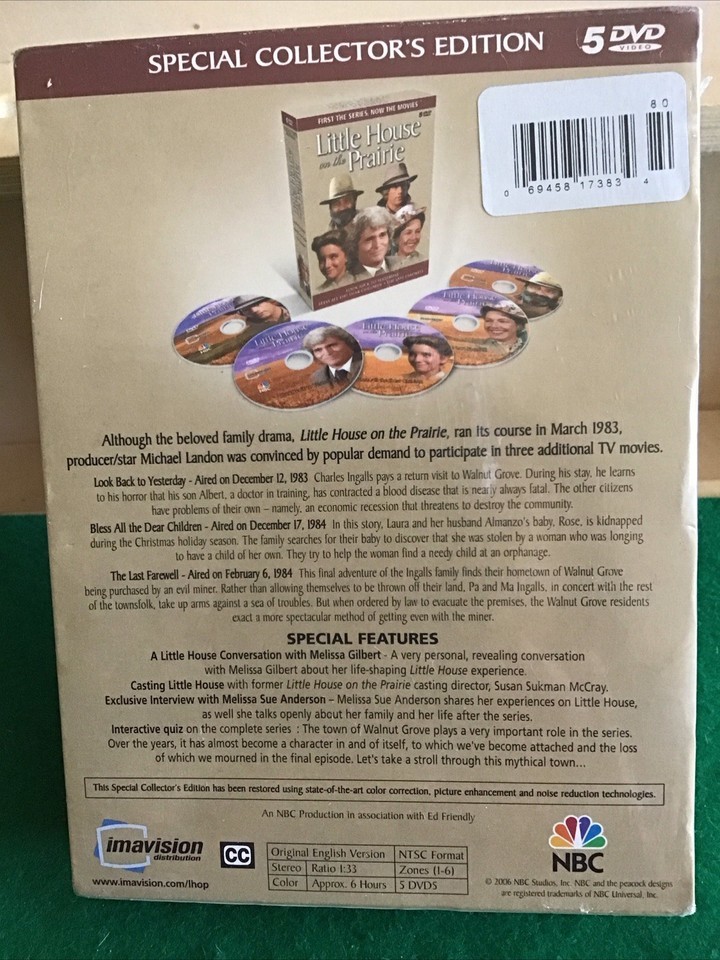 SPECIAL COLLECTOR'S EDITION 5 DVD
VIDEO
80
0 69458 17383 4
FIRST THE SERIES, NOW THE MOVIES
Little House
on the Prairie
Although the beloved family drama, Little House on the Prairie, ran its course in March 1983,
producer/star Michael Landon was convinced by popular demand to participate in three additional TV movies.
Look Back to Yesterday - Aired on December 12, 1983 Charles Ingalls pays a return visit to Walnut Grove. During his stay, he learns
to his horror that his son Albert, a doctor in training, has contracted a blood disease that is nearly always fatal. The other citizens
have problems of their own – namely, an economic recession that threatens to destroy the community.
Bless All the Dear Children - Aired on December 17, 1984 In this story, Laura and her husband Almanzo's baby, Rose, is kidnapped
during the Christmas holiday season. The family searches for their baby to discover that she was stolen by a woman who was longing
to have a child of her own. They try to help the woman find a needy child at an orphanage.
The Last Farewell - Aired on February 6, 1984 This final adventure of the Ingalls family finds their hometown of Walnut Grove
being purchased by an evil miner. Rather than allowing themselves to be thrown off their land, Pa and Ma Ingalls, in concert with the rest
of the townsfolk, take up arms against a sea of troubles. But when ordered by law to evacuate the premises, the Walnut Grove residents
exact a more spectacular method of getting even with the miner.
SPECIAL FEATURES
A Little House Conversation with Melissa Gilbert - A very personal, revealing conversation
with Melissa Gilbert about her life-shaping Little House experience.
Casting Little House with former Little House on the Prairie casting director, Susan Sukman McCray.
Exclusive Interview with Melissa Sue Anderson – Melissa Sue Anderson shares her experiences on Little House,
as well she talks openly about her family and her life after the series.
Interactive quiz on the complete series : The town of Walnut Grove plays a very important role in the series.
Over the years, it has almost become a character in and of itself, to which we've become attached and the loss
of which we mourned in the final episode. Let's take a stroll through this mythical town...
This Special Collector's Edition has been restored using state-of-the-art color correction, picture enhancement and noise reduction technologies.
An NBC Production in association with Ed Friendly
imavision
distribution
www.imavision.com/lhop
CC
Original English Version NTSC Format
Stereo Ratio 1:33 Zones (1-6)
Color Approx. 6 Hours 5 DVDS
NBC
© 2006 NBC Studios, Inc. NBC and the peacock designs
are registered trademarks of NBC Universal, Inc.